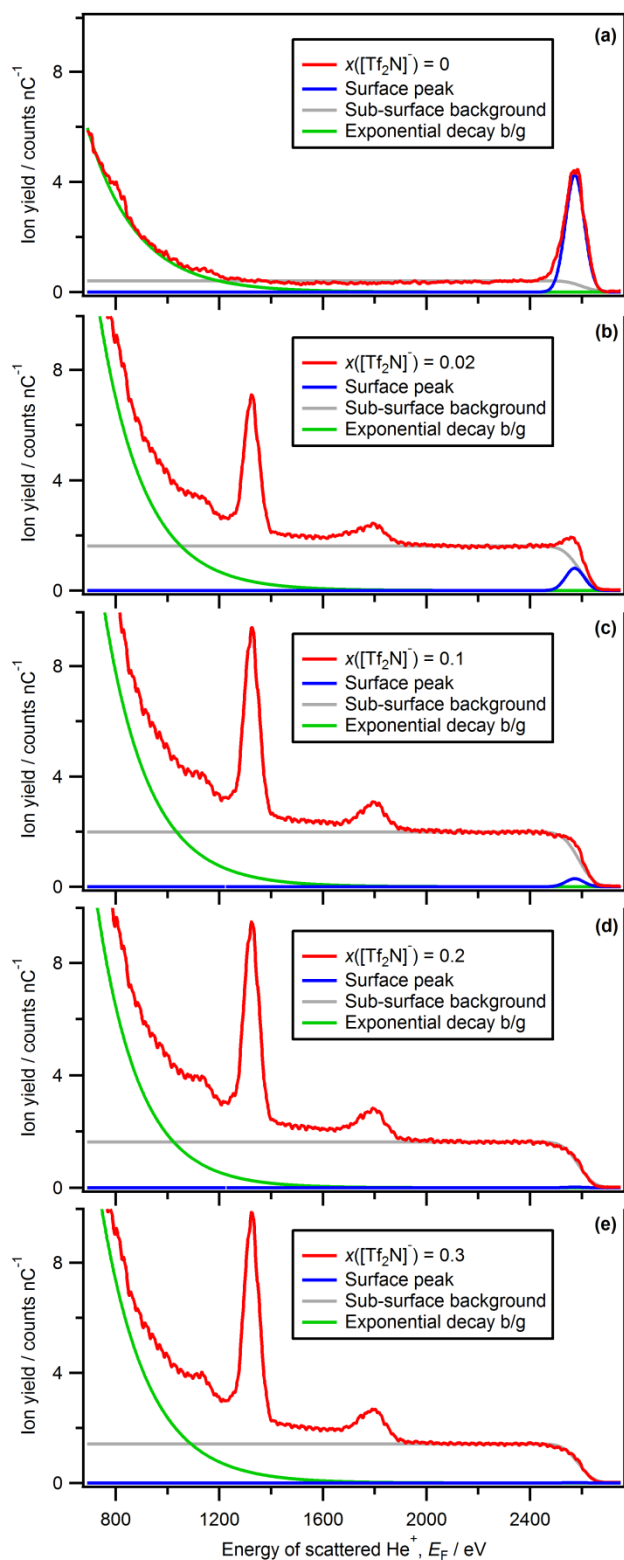 (a)
8
4
0
Ion yield / counts nC⁻¹
x([Tf₂N]⁻) = 0
Surface peak
Sub-surface background
Exponential decay b/g
(b)
8
4
0
Ion yield / counts nC⁻¹
x([Tf₂N]⁻) = 0.02
Surface peak
Sub-surface background
Exponential decay b/g
(c)
8
4
0
Ion yield / counts nC⁻¹
x([Tf₂N]⁻) = 0.1
Surface peak
Sub-surface background
Exponential decay b/g
(d)
8
4
0
Ion yield / counts nC⁻¹
x([Tf₂N]⁻) = 0.2
Surface peak
Sub-surface background
Exponential decay b/g
(e)
8
4
0
Ion yield / counts nC⁻¹
x([Tf₂N]⁻) = 0.3
Surface peak
Sub-surface background
Exponential decay b/g
800 1200 1600 2000 2400
Energy of scattered He⁺, E_F / eV